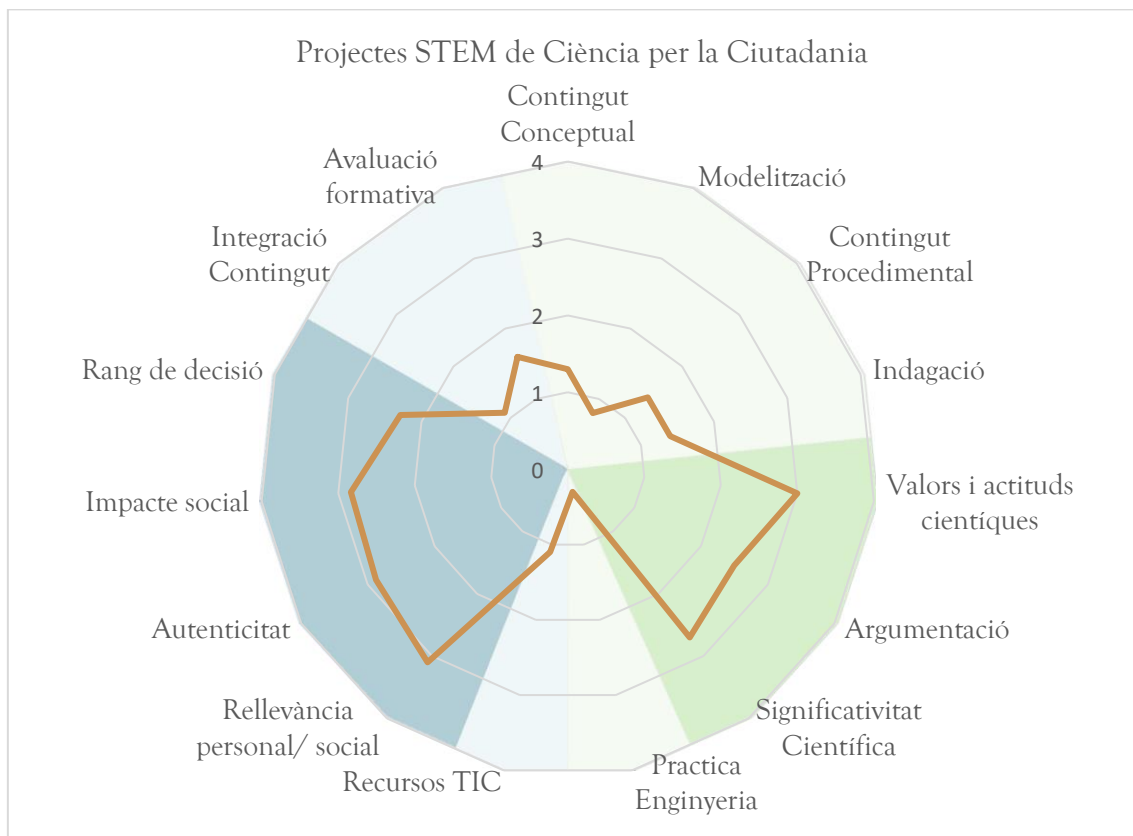 Projectes STEM de Ciència per la Ciutadania
Contingut
Conceptual
Modelització
Contingut
Procedimental
Indagació
Valors i actituds
científiques
Argumentació
Significativitat
Científica
Practica
Enginyeria
Recursos TIC
Rellevància
personal/ social
Autenticitat
Impacte social
Rang de decisió
Integració
Contingut
Avaluació
formativa
4
3
2
1
0